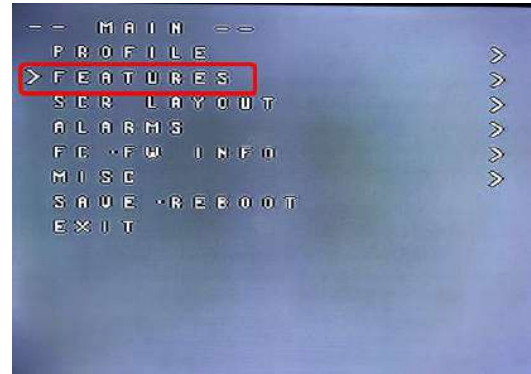 -- MAIN --
PROFILE >
>FEATURES >
SCR LAYOUT >
ALARMS >
FC-FW INFO >
MISC >
SAVE-REBOOT
EXIT